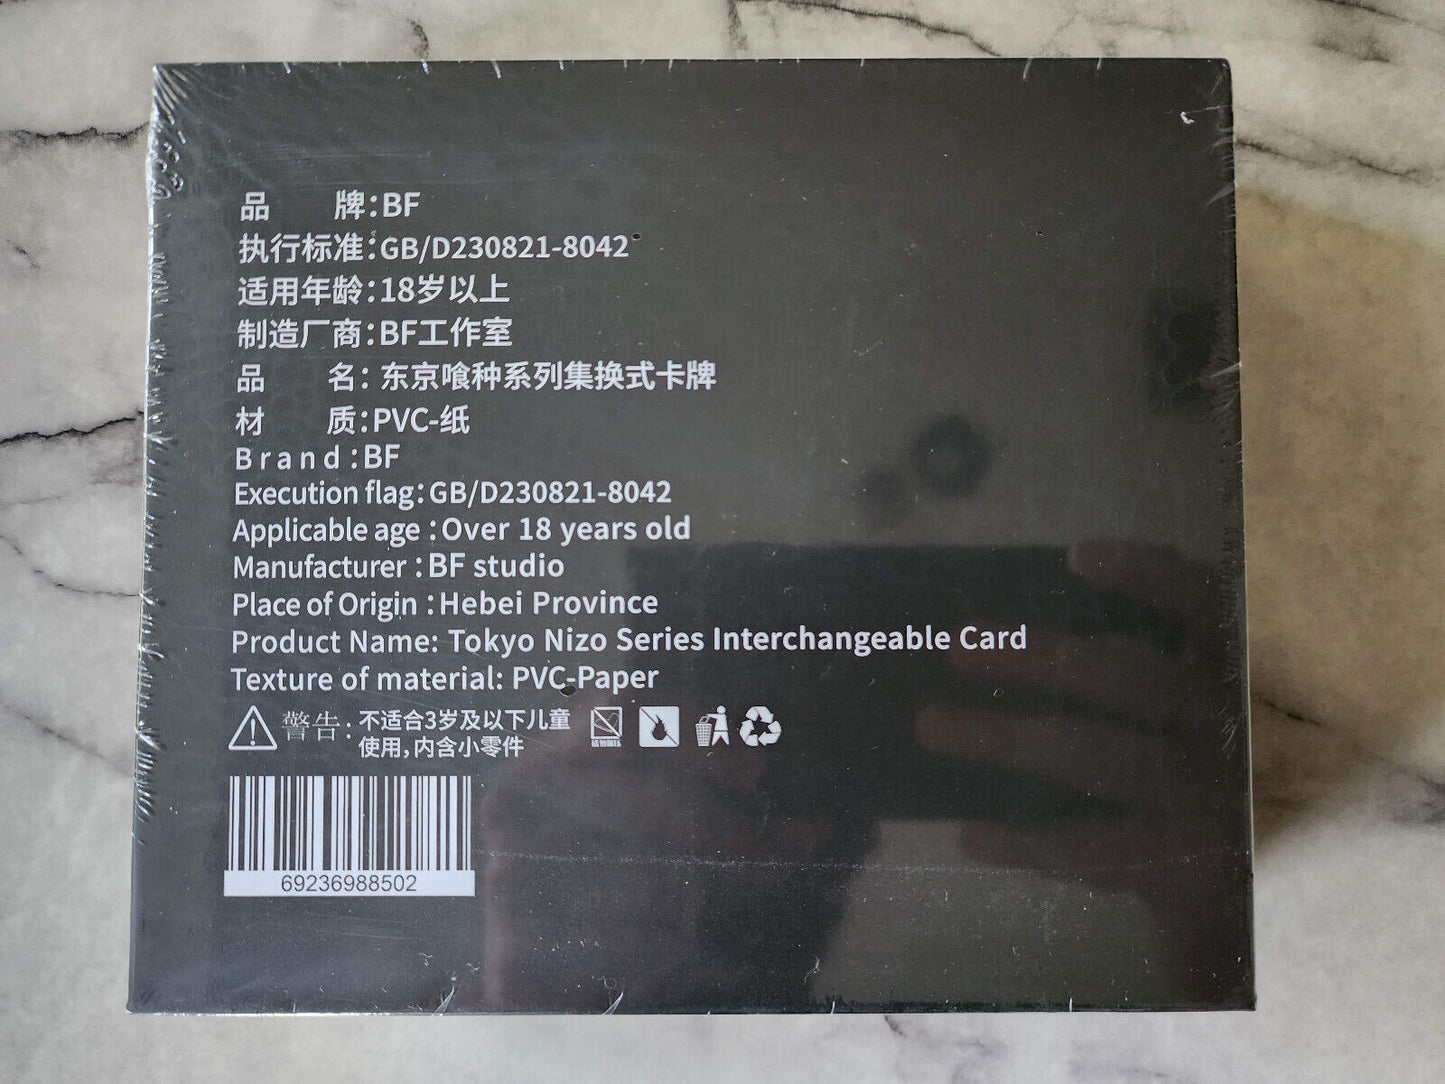 品 牌:BF
执行标准:GB/D230821-8042
适用年龄:18岁以上
制造厂商:BF工作室
品 名: 东京喰种系列集换式卡牌
材 质:PVC-纸
Brand:BF
Execution flag:GB/D230821-8042
Applicable age :Over 18 years old
Manufacturer :BF studio
Place of Origin :Hebei Province
Product Name: Tokyo Nizo Series Interchangeable Card
Texture of material: PVC-Paper
警告: 不适合3岁及以下儿童
使用,内含小零件
69236988502